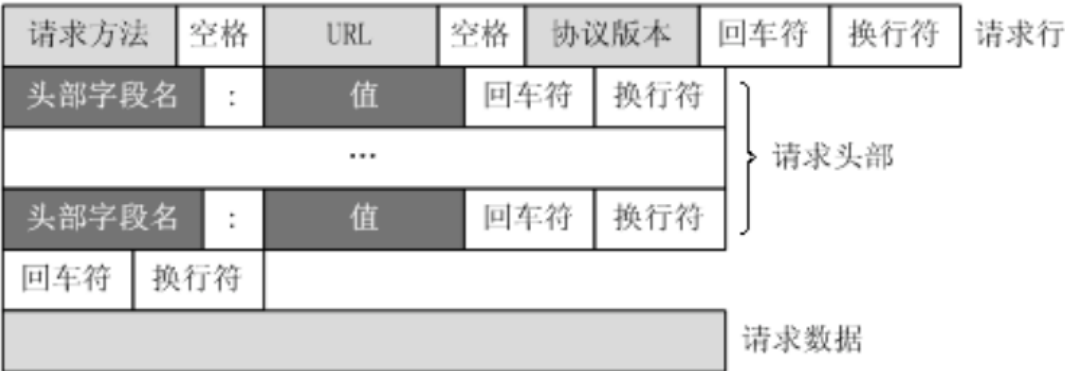 请求方法 空格 URL 空格 协议版本 回车符 换行符 请求行
头部字段名 : 值 回车符 换行符
… 请求头部
头部字段名 : 值 回车符 换行符
回车符 换行符
请求数据